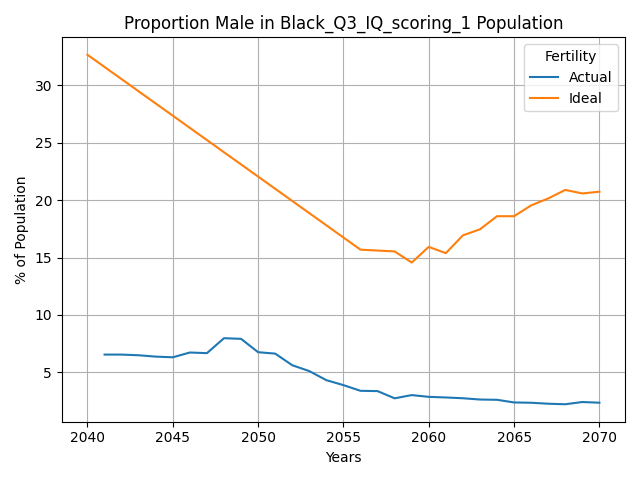 Proportion Male in Black_Q3_IQ_scoring_1 Population
Fertility
Actual
Ideal
% of Population
30
25
20
15
10
5
2040 2045 2050 2055 2060 2065 2070
Years